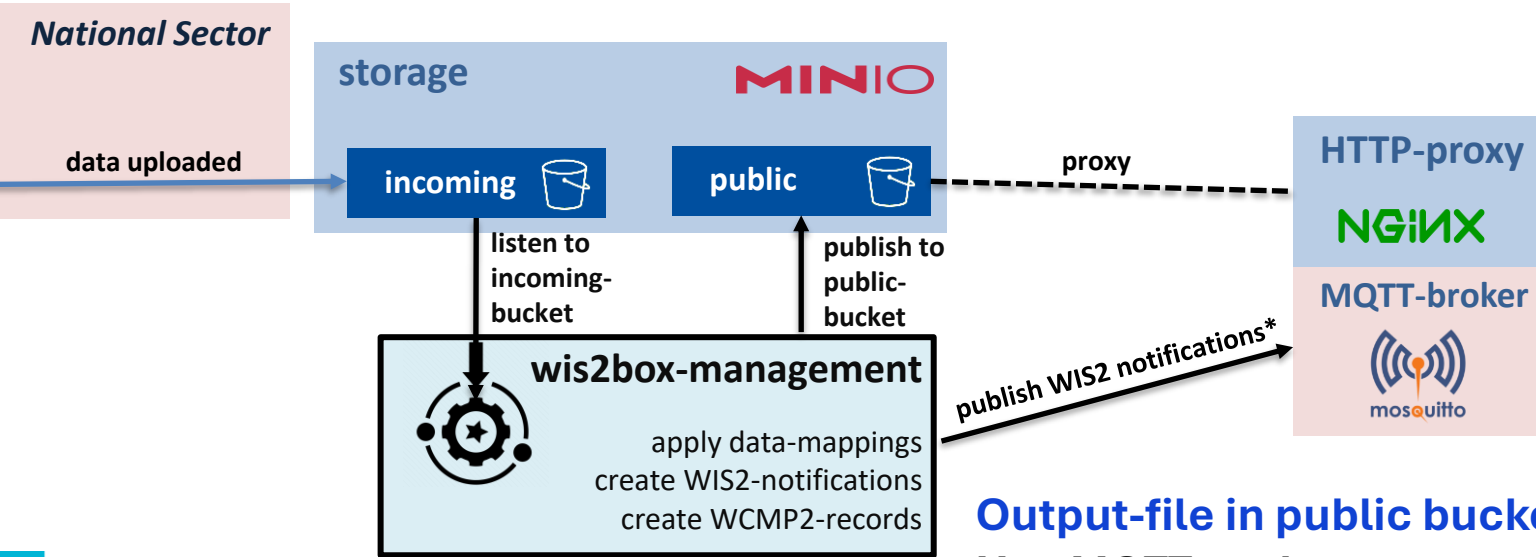 National Sector
storage
MINIO
data uploaded
incoming
public
proxy
HTTP-proxy
NGINX
listen to
incoming-
bucket
publish to
public-
bucket
MQTT-broker
mosquitto
publish WIS2 notifications*
wis2box-management
apply data-mappings
create WIS2-notifications
create WCMP2-records
Output-file in public bucke